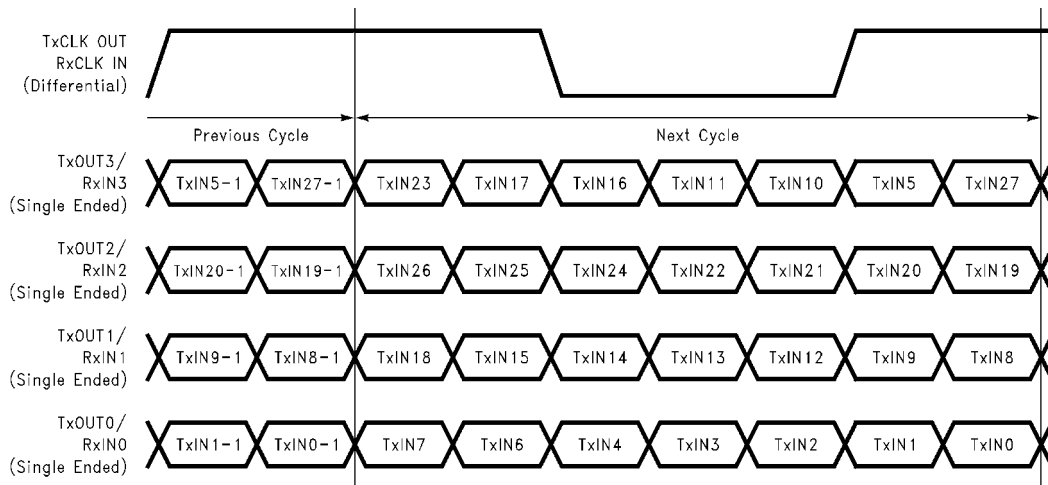 TxCLK OUT
RxCLK IN
(Differential)
Previous Cycle
Next Cycle
TxOUT3/
RxIN3
(Single Ended)
TxIN5-1 TxIN27-1 TxIN23 TxIN17 TxIN16 TxIN11 TxIN10 TxIN5 TxIN27
TxOUT2/
RxIN2
(Single Ended)
TxIN20-1 TxIN19-1 TxIN26 TxIN25 TxIN24 TxIN22 TxIN21 TxIN20 TxIN19
TxOUT1/
RxIN1
(Single Ended)
TxIN9-1 TxIN8-1 TxIN18 TxIN15 TxIN14 TxIN13 TxIN12 TxIN9 TxIN8
TxOUT0/
RxIN0
(Single Ended)
TxIN1-1 TxIN0-1 TxIN7 TxIN6 TxIN4 TxIN3 TxIN2 TxIN1 TxIN0